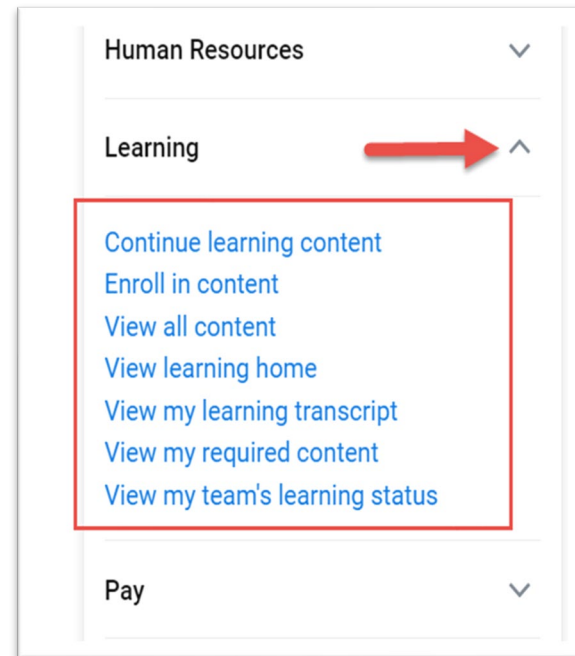 Human Resources
Learning
Continue learning content
Enroll in content
View all content
View learning home
View my learning transcript
View my required content
View my team's learning status
Pay